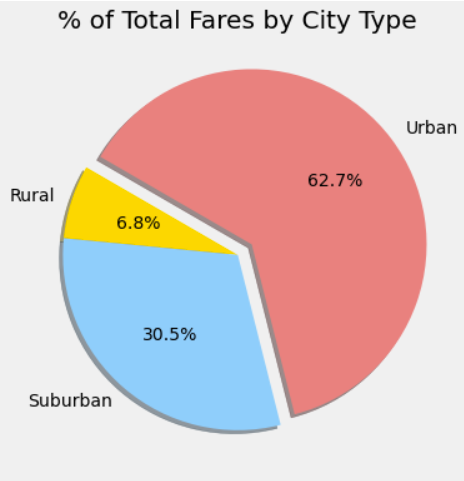 % of Total Fares by City Type
Urban
62.7%
Rural
6.8%
30.5%
Suburban